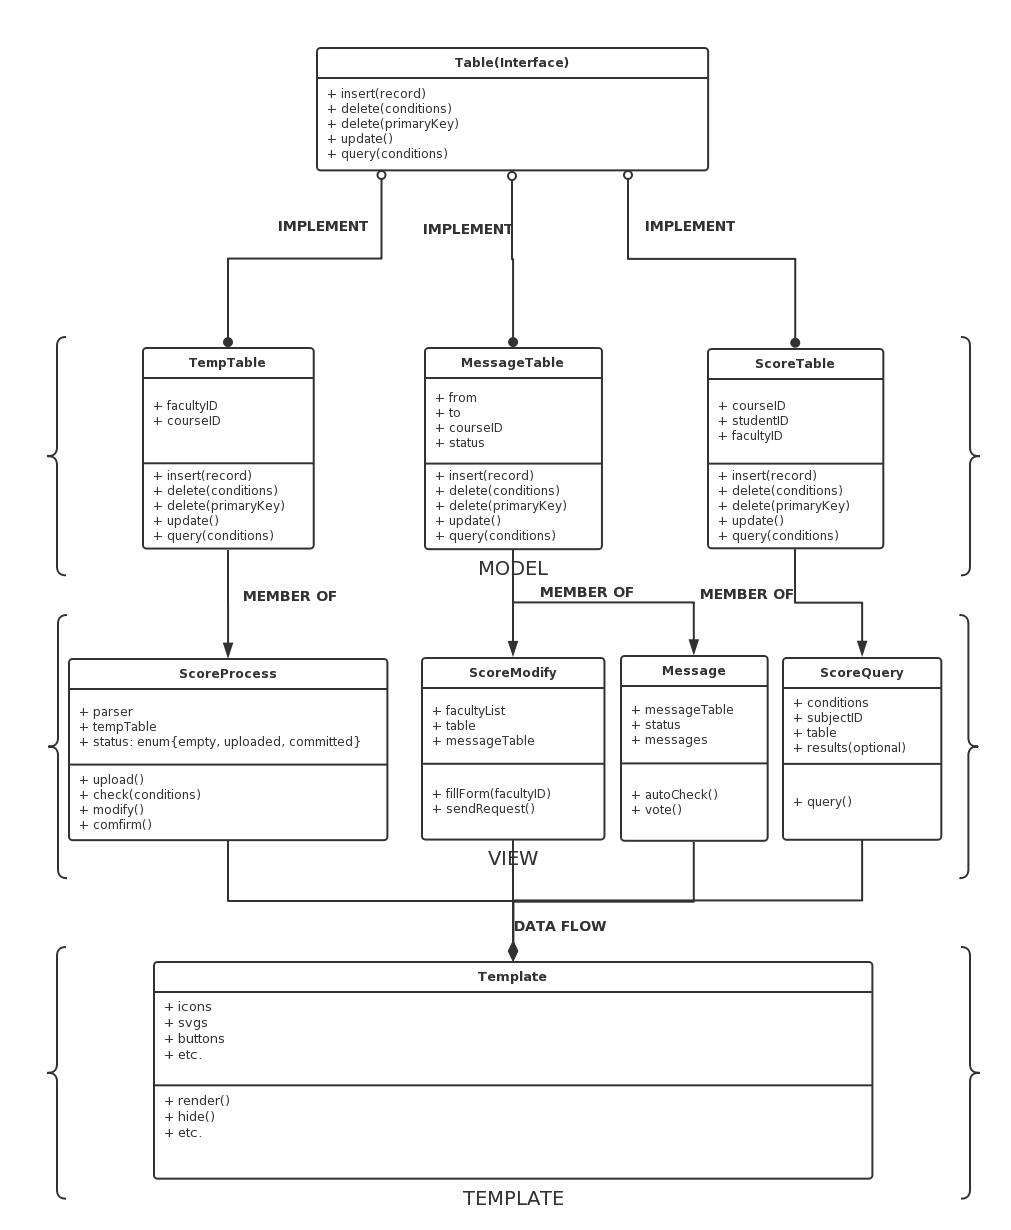 Table(Interface)
+ insert(record)
+ delete(conditions)
+ delete(primaryKey)
+ update()
+ query(conditions)
IMPLEMENT
IMPLEMENT
IMPLEMENT
TempTable
+ facultyID
+ courseID
+ insert(record)
+ delete(conditions)
+ delete(primaryKey)
+ update()
+ query(conditions)
MessageTable
+ from
+ to
+ courseID
+ status
+ insert(record)
+ delete(conditions)
+ delete(primaryKey)
+ update()
+ query(conditions)
ScoreTable
+ courseID
+ studentID
+ facultyID
+ insert(record)
+ delete(conditions)
+ delete(primaryKey)
+ update()
+ query(conditions)
MODEL
MEMBER OF
MEMBER OF
MEMBER OF
ScoreProcess
+ parser
+ tempTable
+ status: enum{empty, uploaded, committed}
+ upload()
+ check(conditions)
+ modify()
+ comfirm()
ScoreModify
+ facultyList
+ table
+ messageTable
+ fillForm(facultyID)
+ sendRequest()
Message
+ messageTable
+ status
+ messages
+ autoCheck()
+ vote()
ScoreQuery
+ conditions
+ subjectID
+ table
+ results(optional)
+ query()
VIEW
DATA FLOW
Template
+ icons
+ svgs
+ buttons
+ etc.
+ render()
+ hide()
+ etc.
TEMPLATE